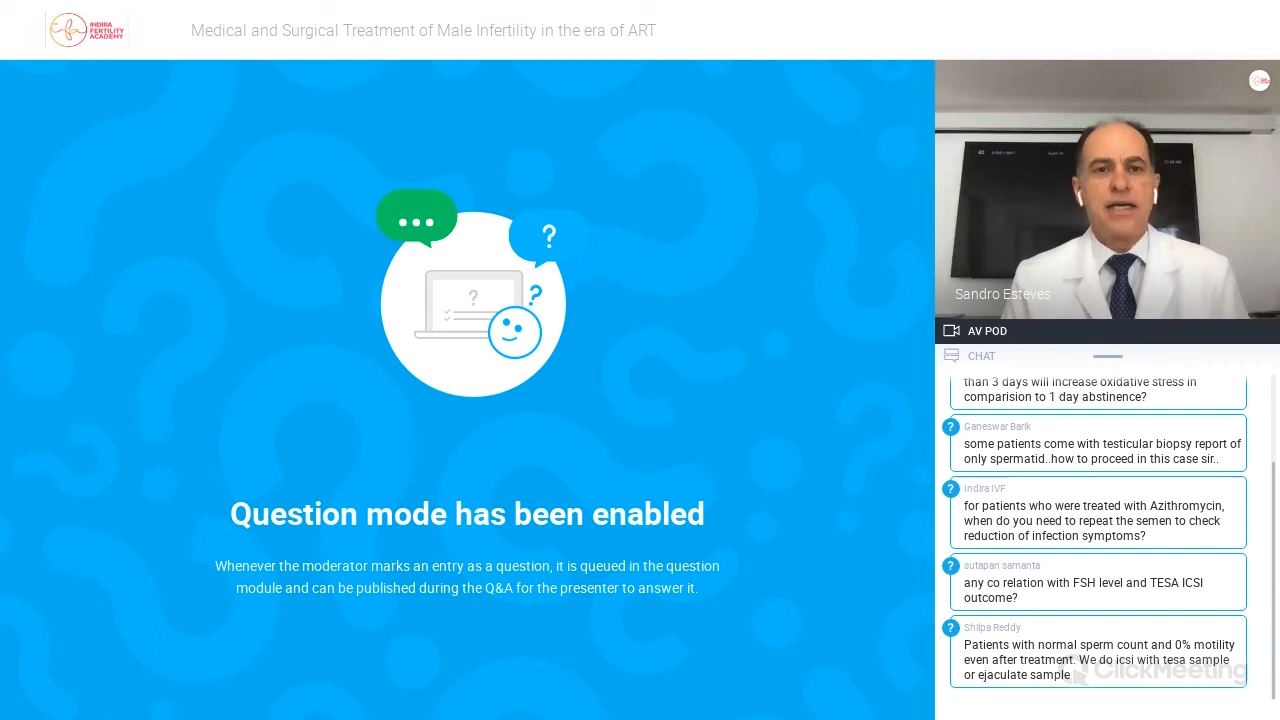 INDIRA
FERTILITY
ACADEMY
Medical and Surgical Treatment of Male Infertility in the era of ART
?
?
?
Question mode has been enabled
Whenever the moderator marks an entry as a question, it is queued in the question
module and can be published during the Q&A for the presenter to answer it.
Sandro Esteves
AV POD
CHAT
than 3 days will increase oxidative stress in
comparision to 1 day abstinence?
? Ganeswar Barik
some patients come with testicular biopsy report of
only spermatid..how to proceed in this case sir..
? Indira IVF
for patients who were treated with Azithromycin,
when do you need to repeat the semen to check
reduction of infection symptoms?
? sutapan samanta
any co relation with FSH level and TESA ICSI
outcome?
? Shilpa Reddy
Patients with normal sperm count and 0% motility
even after treatment. We do icsi with tesa sample
or ejaculate sample
ClickMeeting